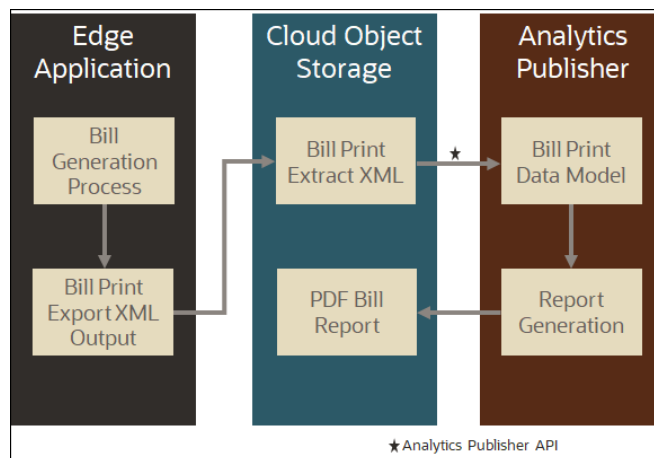 Edge
Application
Cloud Object
Storage
Analytics
Publisher
Bill
Generation
Process
Bill Print
Extract XML
Bill Print
Data Model
Bill Print
Export XML
Output
PDF Bill
Report
Report
Generation
★Analytics Publisher API